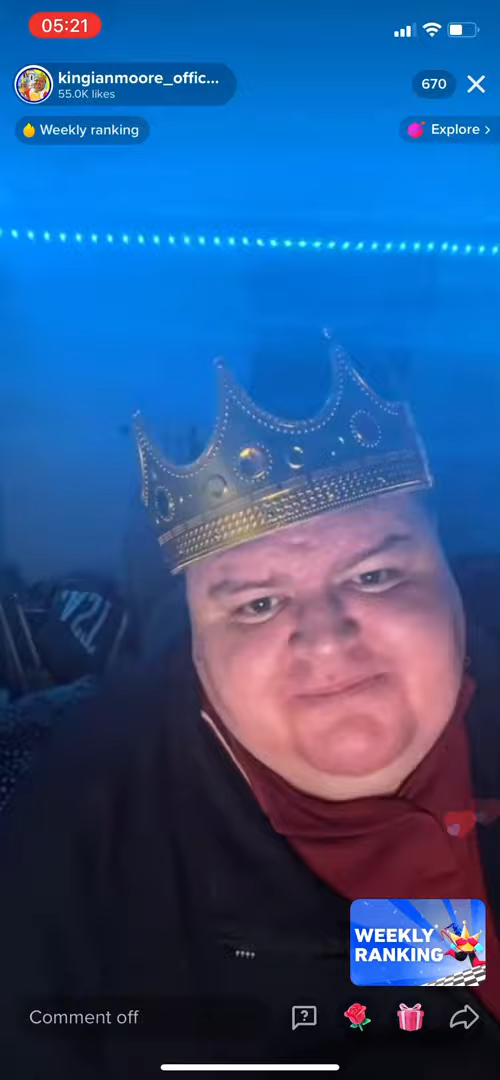 05:21
kingianmoore_offic...
55.0K likes
670
Weekly ranking
Explore >
WEEKLY
RANKING
Comment off